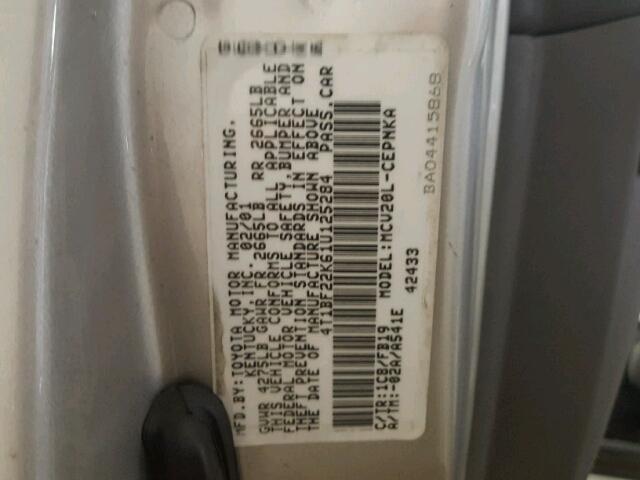 MFD.BY:TOYOTA MOTOR MANUFACTURING,
KENTUCKY,INC. 02/01
GVWR 4275LB GAWR FR 2665LB RR 2665LB
THIS VEHICLE CONFORMS TO ALL APPLICABLE
FEDERAL MOTOR VEHICLE SAFETY,BUMPER AND
THEFT PREVENTION STANDARDS IN EFFECT ON
THE DATE OF MANUFACTURE SHOWN ABOVE
4T1BF22K61U125284 PASS.CAR
C/TR:1C8/FB19 MODEL:MCV20L-CEPNKA
A/TM:-02A/A541E 42433
BA04415868